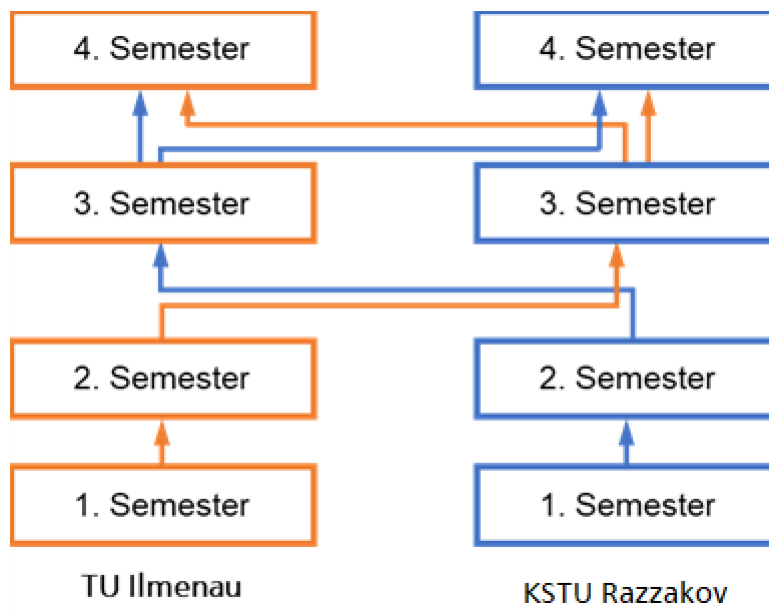 4. Semester
4. Semester
3. Semester
3. Semester
2. Semester
2. Semester
1. Semester
1. Semester
TU Ilmenau
KSTU Razzakov